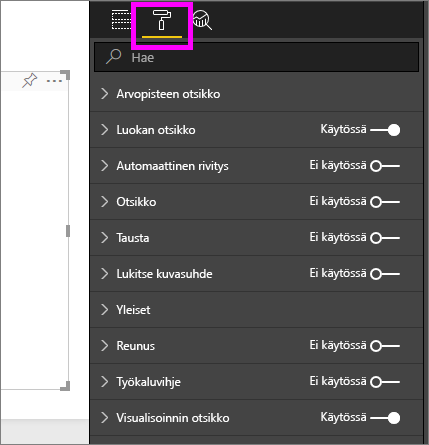 Hae
Arvopisteen otsikko
Luokan otsikko Käytössä
Automaattinen rivitys Ei käytössä
Otsikko Ei käytössä
Tausta Ei käytössä
Lukitse kuvasuhde Ei käytössä
Yleiset
Reunus Ei käytössä
Työkaluvihje Ei käytössä
Visualisoinnin otsikko Käytössä